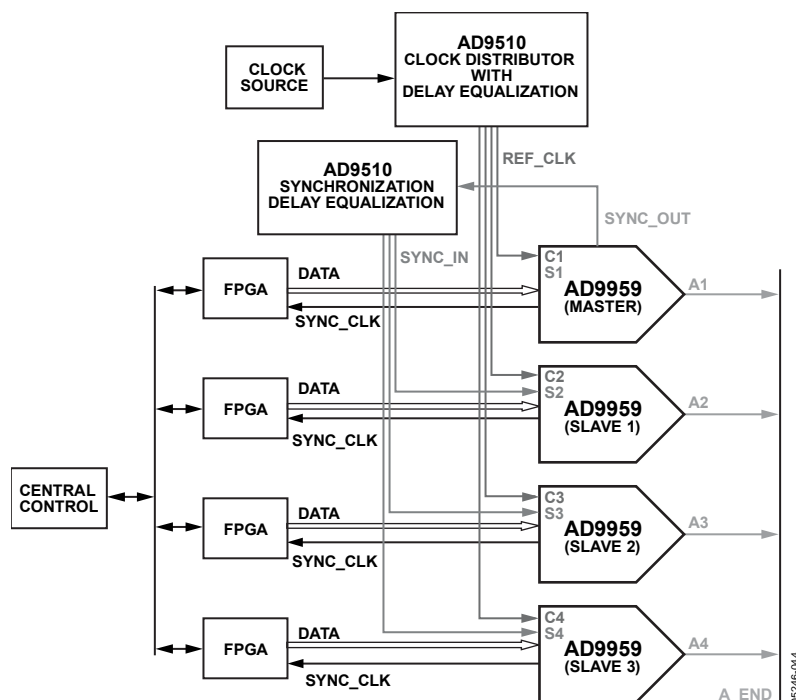 AD9510
CLOCK DISTRIBUTOR
WITH
DELAY EQUALIZATION
CLOCK
SOURCE
REF_CLK
AD9510
SYNCHRONIZATION
DELAY EQUALIZATION
SYNC_OUT
SYNC_IN
C1
S1
FPGA
DATA
SYNC_CLK
AD9959
(MASTER)
A1
C2
S2
FPGA
DATA
SYNC_CLK
AD9959
(SLAVE 1)
A2
CENTRAL
CONTROL
C3
S3
FPGA
DATA
SYNC_CLK
AD9959
(SLAVE 2)
A3
C4
S4
FPGA
DATA
SYNC_CLK
AD9959
(SLAVE 3)
A4
A_END